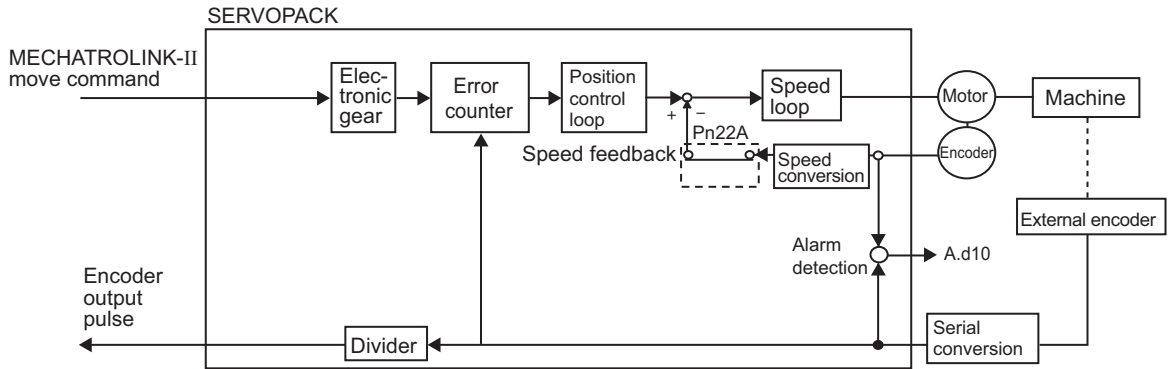 SERVOPACK
MECHATROLINK-II
move command
Elec-
tronic
gear
Error
counter
Position
control
loop
+
−
Speed
loop
Motor
Machine
Pn22A
Speed feedback
Speed
conversion
Encoder
External encoder
Alarm
detection
A.d10
Encoder
output
pulse
Divider
Serial
conversion